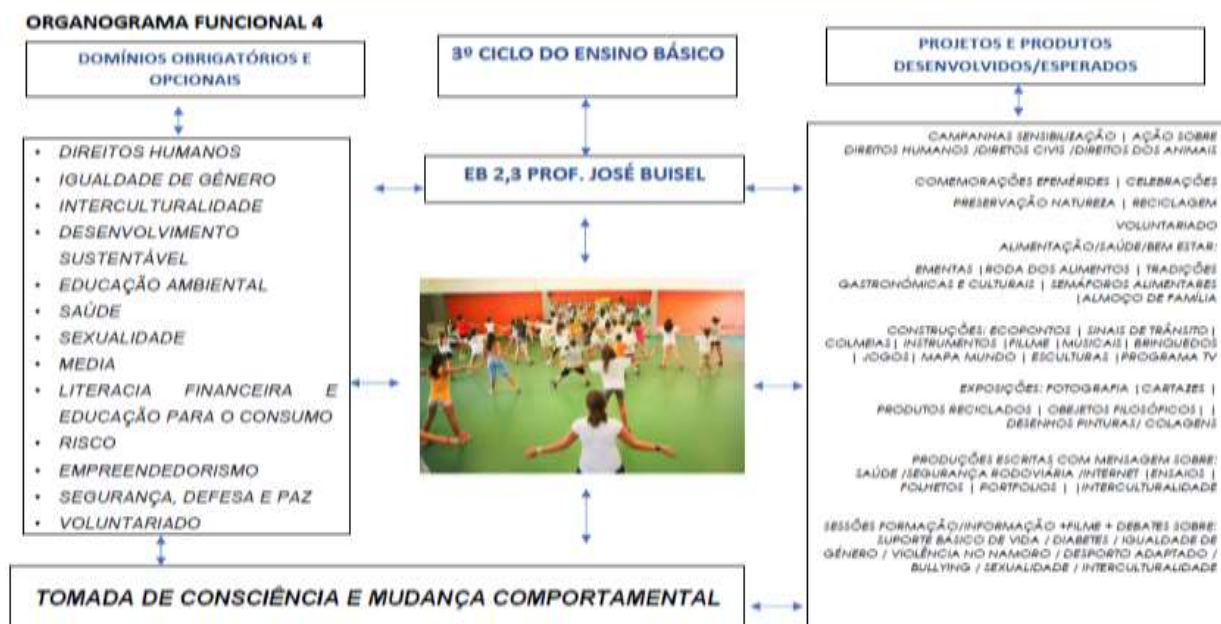 ORGANOGRAMA FUNCIONAL 4
DOMÍNIOS OBRIGATÓRIOS E
OPCIONAIS
• DIREITOS HUMANOS
• IGUALDADE DE GÉNERO
• INTERCULTURALIDADE
• DESENVOLVIMENTO
SUSTENTÁVEL
• EDUCAÇÃO AMBIENTAL
• SAÚDE
• SEXUALIDADE
• MEDIA
• LITERACIA FINANCEIRA E
EDUCAÇÃO PARA O CONSUMO
• RISCO
• EMPREENDEDORISMO
• SEGURANÇA, DEFESA E PAZ
• VOLUNTARIADO
3º CICLO DO ENSINO BÁSICO
EB 2,3 PROF. JOSÉ BUISEL
PROJETOS E PRODUTOS
DESENVOLVIDOS/ESPERADOS
CAMPANHAS SENSIBILIZAÇÃO | AÇÃO SOBRE
DIREITOS HUMANOS /DIRETOS CIVIS /DIREITOS DOS ANIMAIS
COMEMORAÇÕES EFEMÉRIDES | CELEBRAÇÕES
PRESERVAÇÃO NATUREZA | RECICLAGEM
VOLUNTARIADO
ALIMENTAÇÃO/SAÚDE/BEM ESTAR:
EMENTAS |RODA DOS ALIMENTOS | TRADIÇÕES
GASTRONÓMICAS E CULTURAIS | SEMÁFOROS ALIMENTARES
|ALMOÇO DE FAMÍLIA
CONSTRUÇÕES: ECOPONTOS | SINAIS DE TRÂNSITO |
COLMEIAS| INSTRUMENTOS |FILLME |MUSICAIS | BRINQUEDOS
| JOGOS| MAPA MUNDO | ESCULTURAS |PROGRAMA TV
EXPOSIÇÕES: FOTOGRAFIA |CARTAZES |
PRODUTOS RECICLADOS | OBEJETOS FILOSÓFICOS | |
DESENHOS PINTURAS/ COLAGENS
PRODUÇÕES ESCRITAS COM MENSAGEM SOBRE:
SAÚDE /SEGURANÇA RODOVIÁRIA /INTERNET |ENSAIOS |
FOLHETOS | PORTFOLIOS | |INTERCULTURALIDADE
SESSÕES FORMAÇÃO/INFORMAÇÃO +FILME + DEBATES SOBRE:
SUPORTE BÁSICO DE VIDA / DIABETES / IGUALDADE DE
GÉNERO / VIOLÊNCIA NO NAMORO / DESPORTO ADAPTADO /
BULLYING / SEXUALIDADE / INTERCULTURALIDADE
TOMADA DE CONSCIÊNCIA E MUDANÇA COMPORTAMENTAL